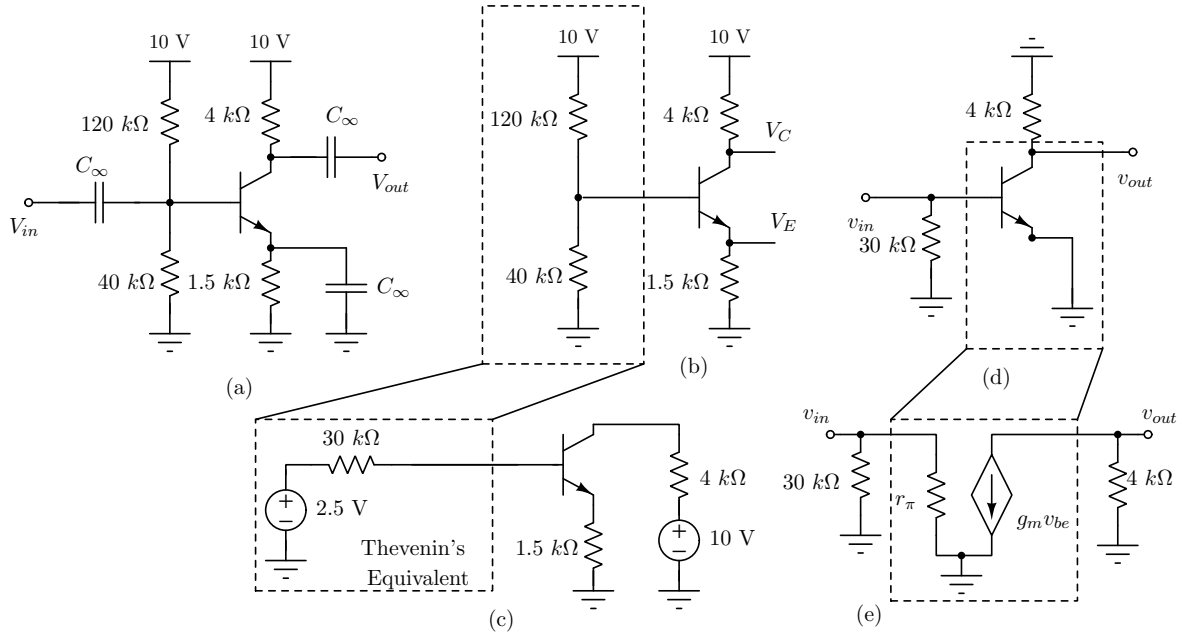 10 V
10 V
120 kΩ
4 kΩ
C∞
C∞
V_in
V_out
40 kΩ
1.5 kΩ
C∞
(a)
10 V
10 V
120 kΩ
4 kΩ
V_C
V_E
40 kΩ
1.5 kΩ
(b)
4 kΩ
v_out
v_in
30 kΩ
(d)
30 kΩ
2.5 V
4 kΩ
1.5 kΩ
10 V
Thevenin's
Equivalent
(c)
v_in
v_out
30 kΩ
r_π
g_m v_be
4 kΩ
(e)